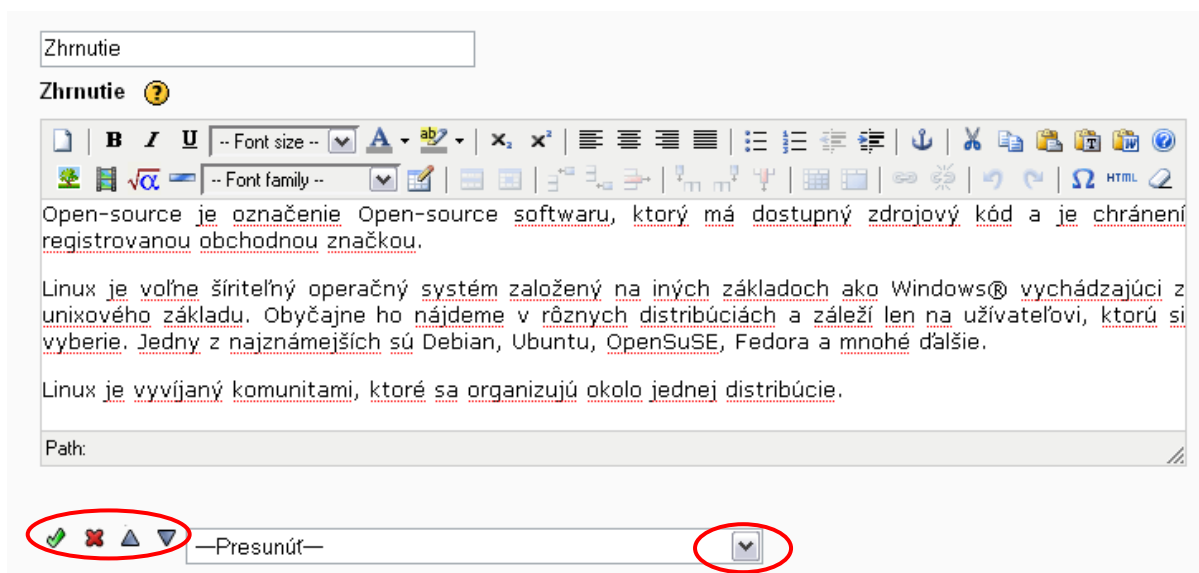 Zhrnutie
Zhrnutie ?
B I U -- Font size -- A ab x₂ x² T W ?
√α -- Font family -- Ω HTML
Open-source je označenie Open-source softwaru, ktorý má dostupný zdrojový kód a je chránení
registrovanou obchodnou značkou.
Linux je voľne šíriteľný operačný systém založený na iných základoch ako Windows® vychádzajúci z
unixového základu. Obyčajne ho nájdeme v rôznych distribúciách a záleží len na užívateľovi, ktorú si
vyberie. Jedny z najznámejších sú Debian, Ubuntu, OpenSuSE, Fedora a mnohé ďalšie.
Linux je vyvíjaný komunitami, ktoré sa organizujú okolo jednej distribúcie.
Path:
—Presunúť—